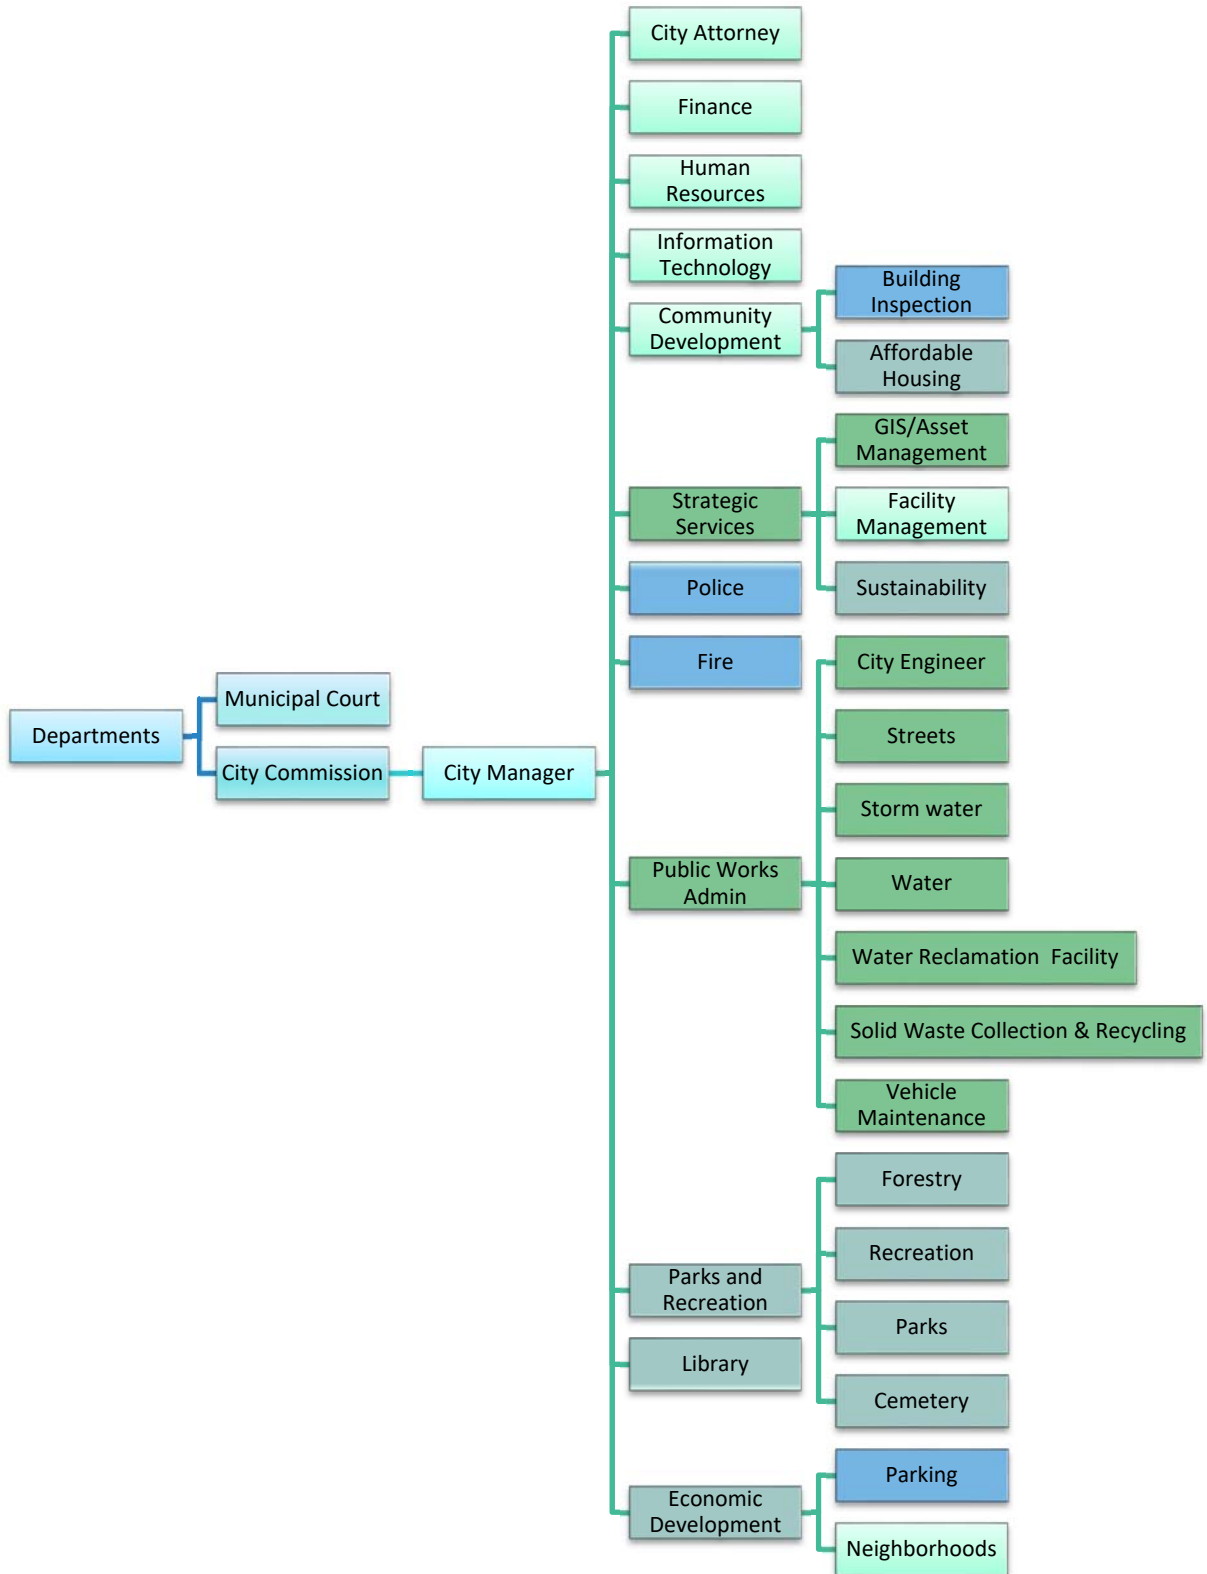 City Attorney
Finance
Human
Resources
Information
Technology
Community
Development
Building
Inspection
Affordable
Housing
Strategic
Services
GIS/Asset
Management
Facility
Management
Sustainability
Police
Fire
Departments
Municipal Court
City Commission
City Manager
Public Works
Admin
City Engineer
Streets
Storm water
Water
Water Reclamation  Facility
Solid Waste Collection & Recycling
Vehicle
Maintenance
Parks and
Recreation
Forestry
Recreation
Parks
Cemetery
Library
Economic
Development
Parking
Neighborhoods